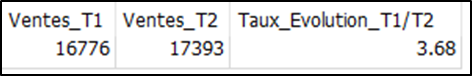 Ventes_T1 Ventes_T2 Taux_Evolution_T1/T2
16776 17393 3.68